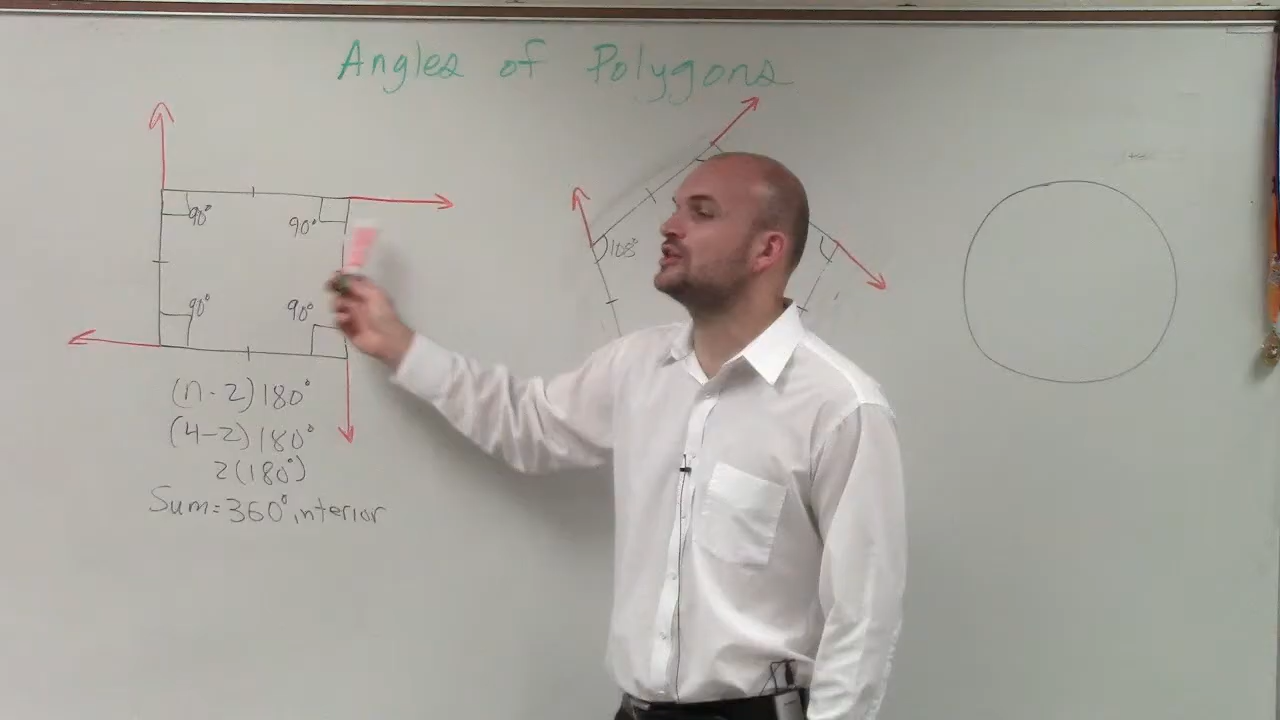 Angles of Polygons
90° 90°
90° 90°
(n-2)180°
(4-2)180°
2(180°)
Sum=360° interior
108°